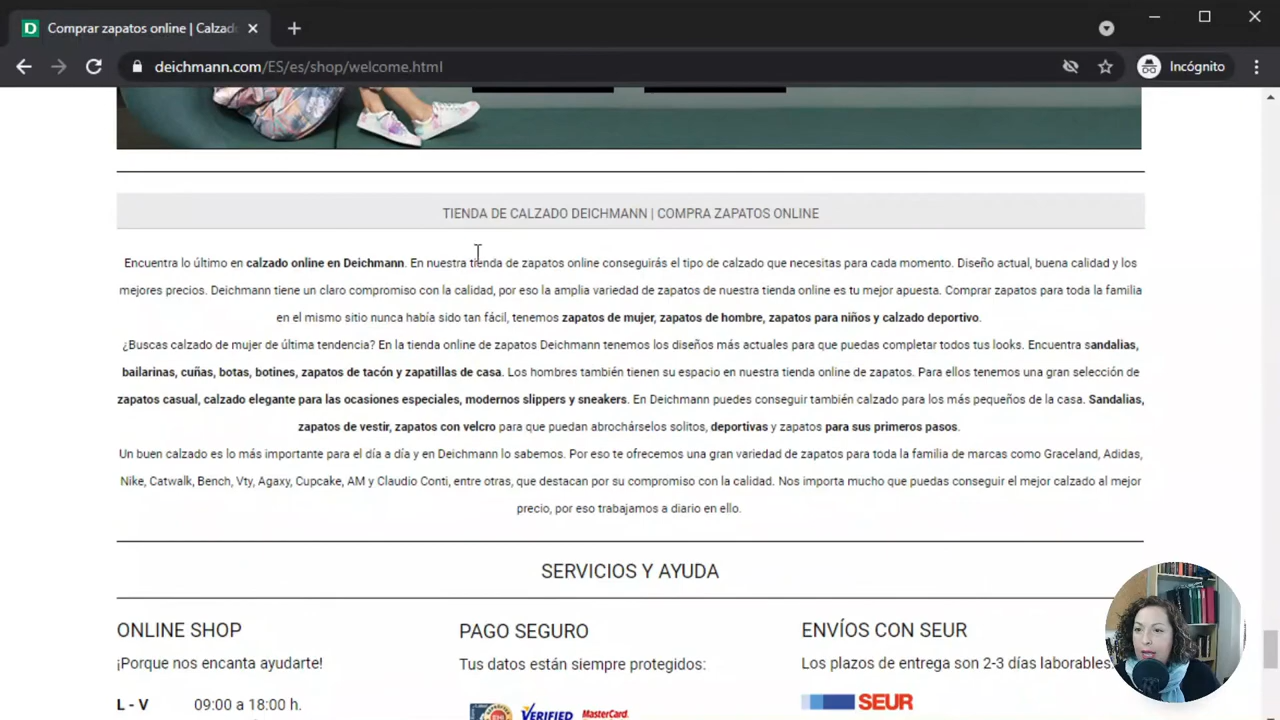 Comprar zapatos online | Calzad
deichmann.com/ES/es/shop/welcome.html
Incógnito
TIENDA DE CALZADO DEICHMANN | COMPRA ZAPATOS ONLINE
Encuentra lo último en calzado online en Deichmann. En nuestra tienda de zapatos online conseguirás el tipo de calzado que necesitas para cada momento. Diseño actual, buena calidad y los
mejores precios. Deichmann tiene un claro compromiso con la calidad, por eso la amplia variedad de zapatos de nuestra tienda online es tu mejor apuesta. Comprar zapatos para toda la familia
en el mismo sitio nunca había sido tan fácil, tenemos zapatos de mujer, zapatos de hombre, zapatos para niños y calzado deportivo.
¿Buscas calzado de mujer de última tendencia? En la tienda online de zapatos Deichmann tenemos los diseños más actuales para que puedas completar todos tus looks. Encuentra sandalias,
bailarinas, cuñas, botas, botines, zapatos de tacón y zapatillas de casa. Los hombres también tienen su espacio en nuestra tienda online de zapatos. Para ellos tenemos una gran selección de
zapatos casual, calzado elegante para las ocasiones especiales, modernos slippers y sneakers. En Deichmann puedes conseguir también calzado para los más pequeños de la casa. Sandalias,
zapatos de vestir, zapatos con velcro para que puedan abrochárselos solitos, deportivas y zapatos para sus primeros pasos.
Un buen calzado es lo más importante para el día a día y en Deichmann lo sabemos. Por eso te ofrecemos una gran variedad de zapatos para toda la familia de marcas como Graceland, Adidas,
Nike, Catwalk, Bench, Vty, Agaxy, Cupcake, AM y Claudio Conti, entre otras, que destacan por su compromiso con la calidad. Nos importa mucho que puedas conseguir el mejor calzado al mejor
precio, por eso trabajamos a diario en ello.
SERVICIOS Y AYUDA
ONLINE SHOP
¡Porque nos encanta ayudarte!
L - V 09:00 a 18:00 h.
PAGO SEGURO
Tus datos están siempre protegidos:
VERIFIED MasterCard.
ENVÍOS CON SEUR
Los plazos de entrega son 2-3 días laborables.
SEUR